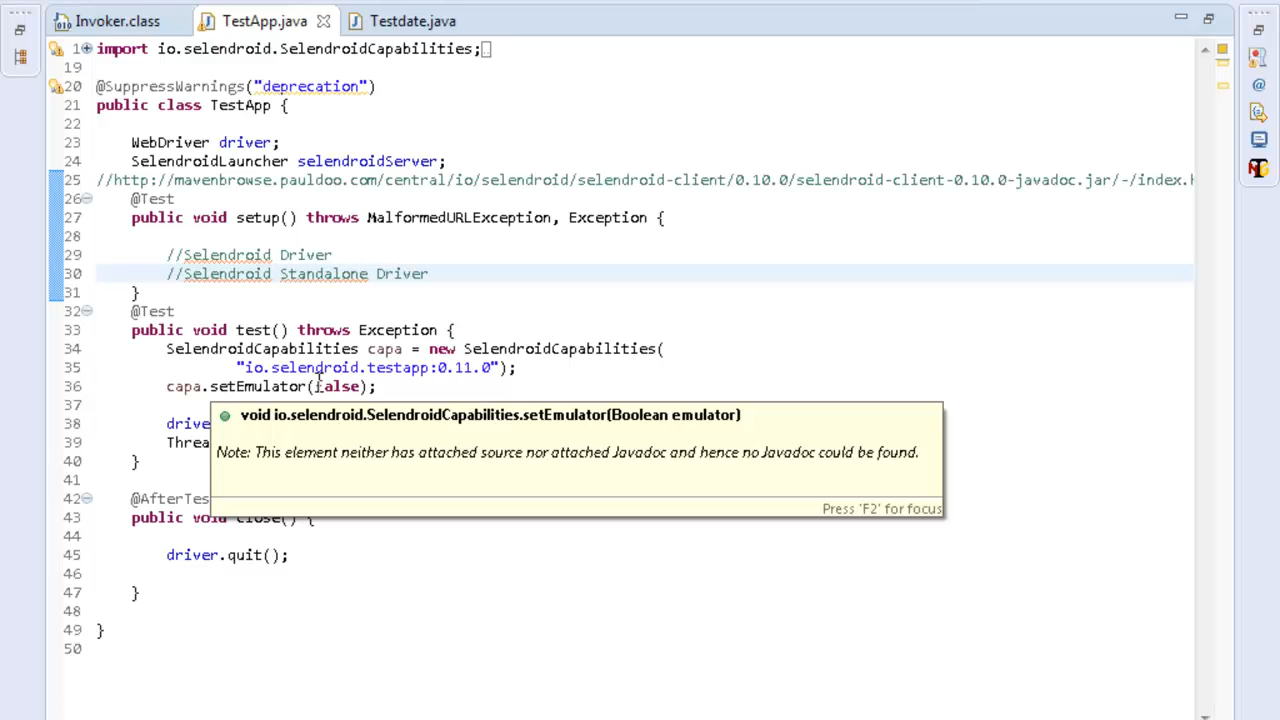 Invoker.class TestApp.java Testdate.java
1 import io.selendroid.SelendroidCapabilities;
19
20 @SuppressWarnings("deprecation")
21 public class TestApp {
22
23 WebDriver driver;
24 SelendroidLauncher selendroidServer;
25 //http://mavenbrowse.pauldoo.com/central/io/selendroid/selendroid-client/0.10.0/selendroid-client-0.10.0-javadoc.jar/-/index.h
26 @Test
27 public void setup() throws MalformedURLException, Exception {
28
29 //Selendroid Driver
30 //Selendroid Standalone Driver
31 }
32 @Test
33 public void test() throws Exception {
34 SelendroidCapabilities capa = new SelendroidCapabilities(
35 "io.selendroid.testapp:0.11.0");
36 capa.setEmulator(false);
37
void io.selendroid.SelendroidCapabilities.setEmulator(Boolean emulator)
38 drive
39 Threa
Note: This element neither has attached source nor attached Javadoc and hence no Javadoc could be found.
40 }
41
42 @AfterTes
Press 'F2' for focus
43 public void close() {
44
45 driver.quit();
46
47 }
48
49 }
50